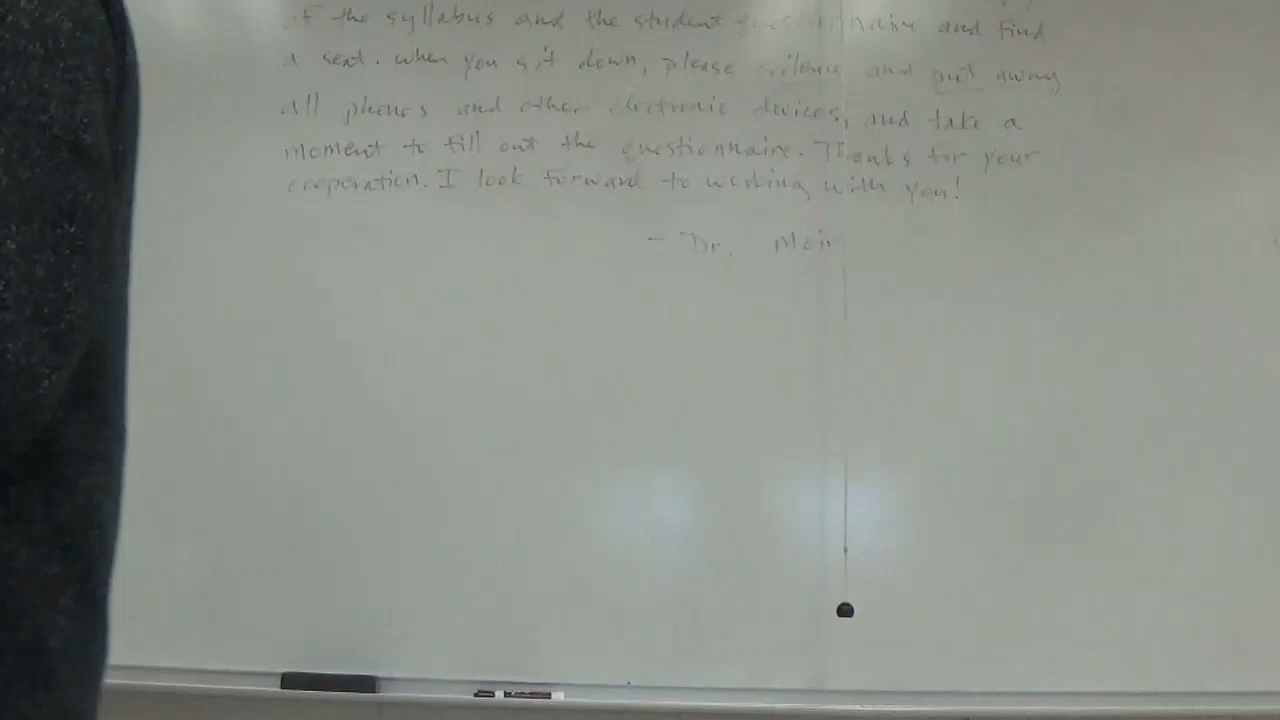 of the syllabus and the student questionnaire and find
a seat. when you sit down, please silence and put away
all phones and other electronic devices, and take a
moment to fill out the questionnaire. Thanks for your
cooperation. I look forward to working with you!
- Dr. Meir